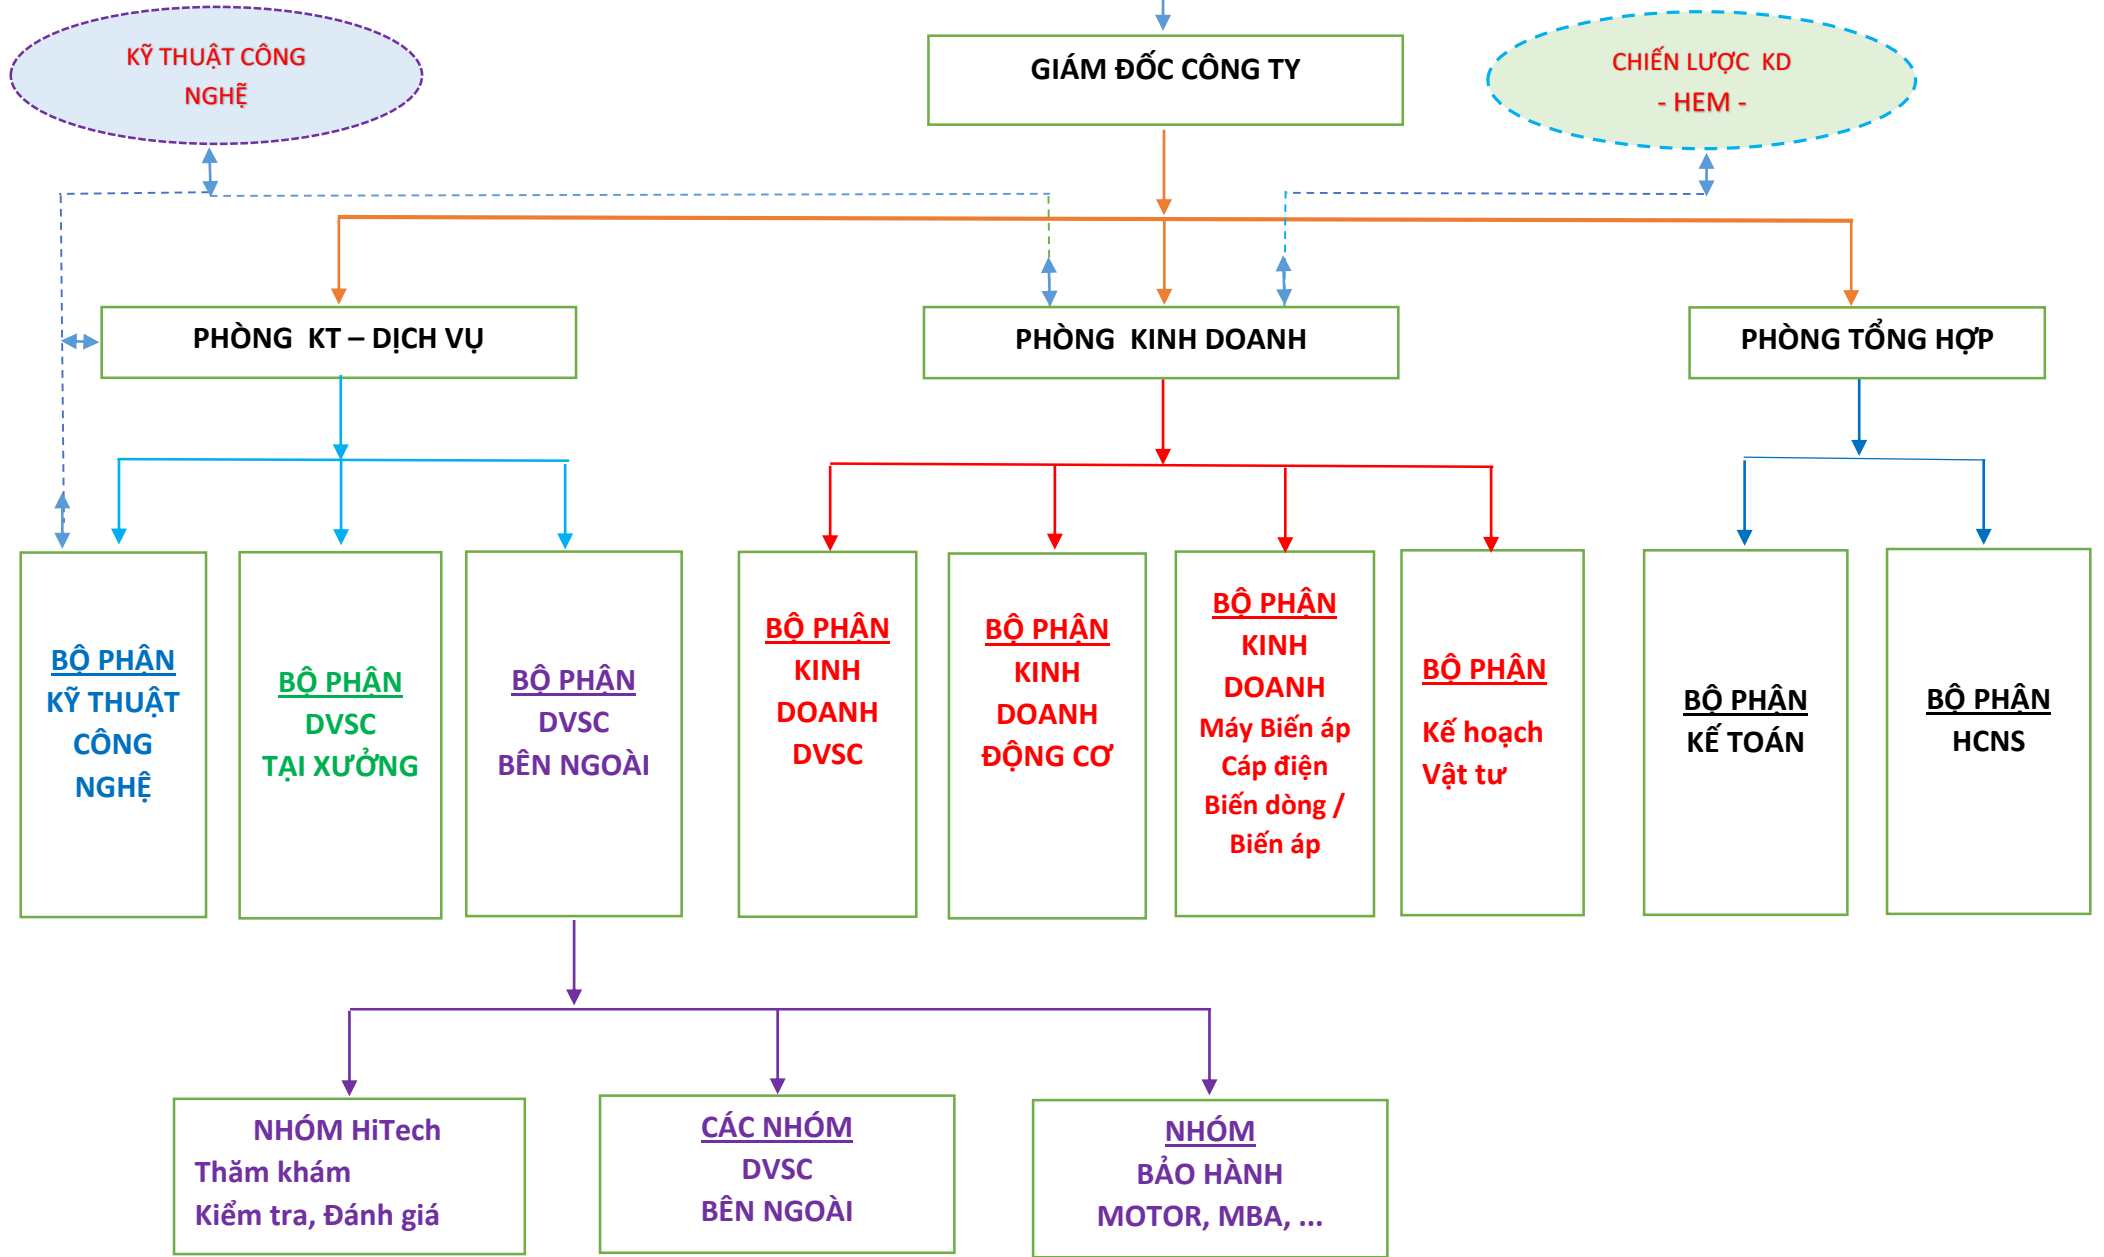 KỸ THUẬT CÔNG
NGHỆ
GIÁM ĐỐC CÔNG TY
CHIẾN LƯỢC KD
- HEM -
PHÒNG KT – DỊCH VỤ
PHÒNG KINH DOANH
PHÒNG TỔNG HỢP
BỘ PHẬN
KỸ THUẬT
CÔNG
NGHỆ
BỘ PHẬN
DVSC
TẠI XƯỞNG
BỘ PHẬN
DVSC
BÊN NGOÀI
BỘ PHẬN
KINH
DOANH
DVSC
BỘ PHẬN
KINH
DOANH
ĐỘNG CƠ
BỘ PHẬN
KINH
DOANH
Máy Biến áp
Cáp điện
Biến dòng /
Biến áp
BỘ PHẬN
Kế hoạch
Vật tư
BỘ PHẬN
KẾ TOÁN
BỘ PHẬN
HCNS
NHÓM HiTech
Thăm khám
Kiểm tra, Đánh giá
CÁC NHÓM
DVSC
BÊN NGOÀI
NHÓM
BẢO HÀNH
MOTOR, MBA, ...